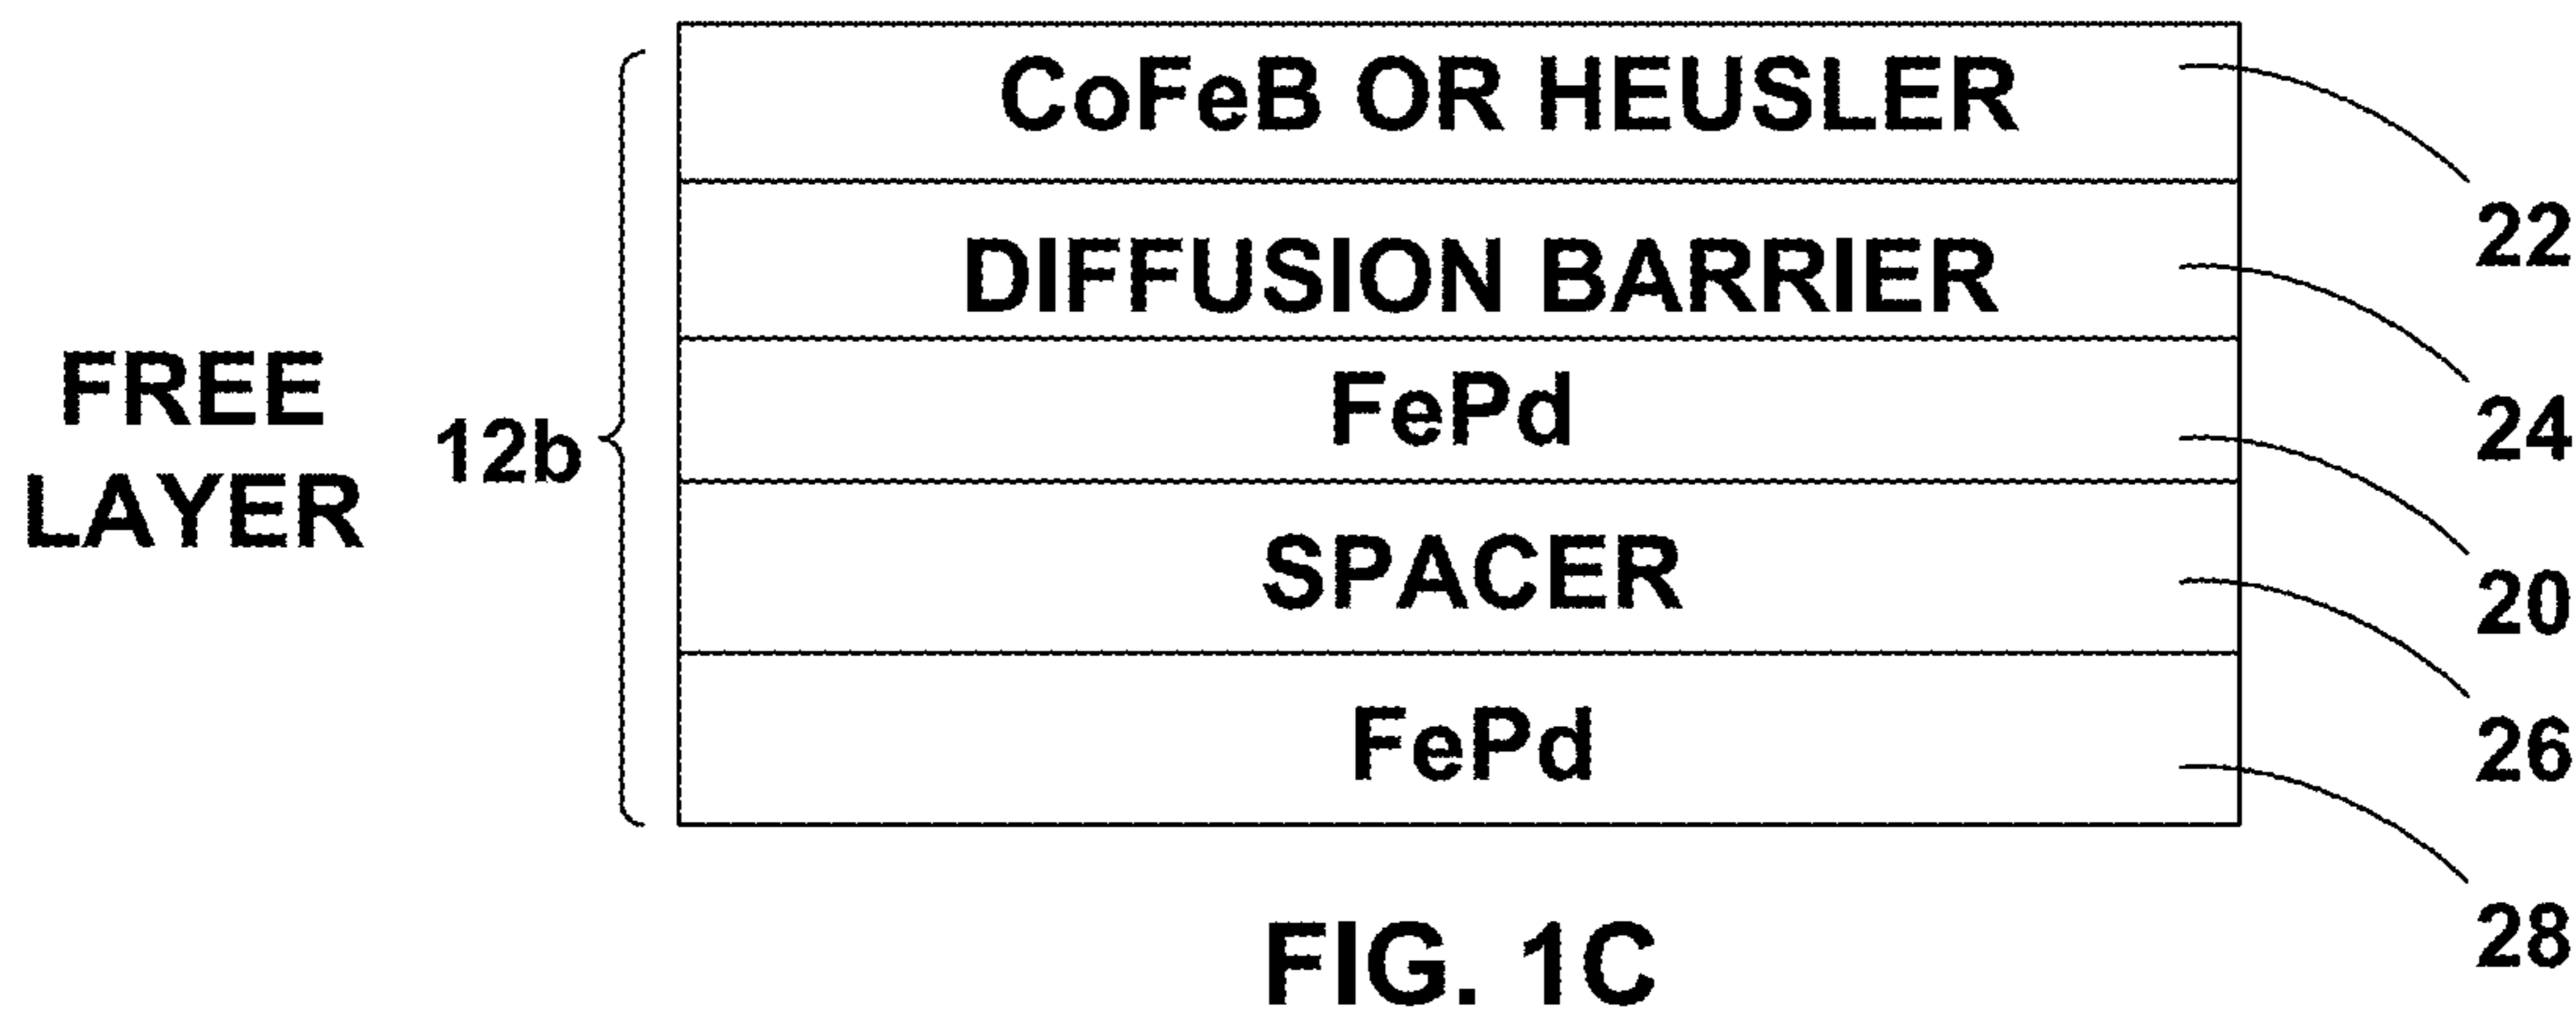 CoFeB OR HEUSLER
22
DIFFUSION BARRIER
24
FREE
LAYER
12b
FePd
20
SPACER
26
FePd
28
FIG. 1C